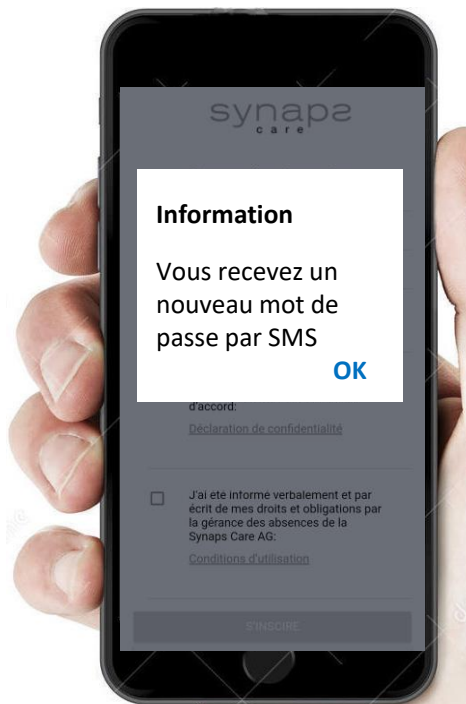 synaps
care
Information
Vous recevez un
nouveau mot de
passe par SMS
OK
d'accord:
Déclaration de confidentialité
J'ai été informé verbalement et par
écrit de mes droits et obligations par
la gérance des absences de la
Synaps Care AG:
Conditions d'utilisation
S'INSCIRE